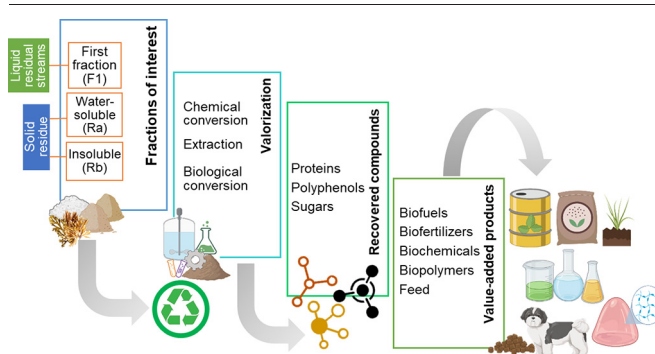 Liquid
residual
streams
Solid
residue
First
fraction
(F1)
Water-
soluble
(Ra)
Insoluble
(Rb)
Fractions of interest
Chemical
conversion
Extraction
Biological
conversion
Valorization
Proteins
Polyphenols
Sugars
Recovered compounds
Biofuels
Biofertilizers
Biochemicals
Biopolymers
Feed
Value-added products